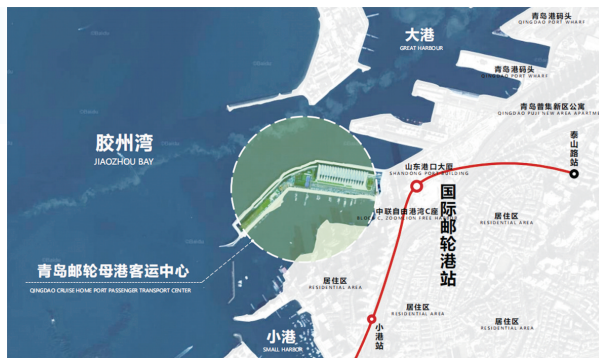 大港
GREAT HARBOUR
青岛港码头
QINGDAO PORT WHARF
青岛港码头
QINGDAO PORT WHARF
青岛普集新区公寓
QINGDAO PUJI NEW AREA APARTME
胶州湾
JIAOZHOU BAY
泰山路站
山东港口大厦
SHANDONG PORT BUILDING
国际邮轮港站
中联自由港湾C座
居住区
RESIDENTIAL AREA
青岛邮轮母港客运中心
QINGDAO CRUISE HOME PORT PASSENGER TRANSPORT CENTER
居住区
RESIDENTIAL AREA
居住区
RESIDENTIAL AREA
居住区
RESIDENTIAL AREA
小港站
小港
SMALL HARBOR